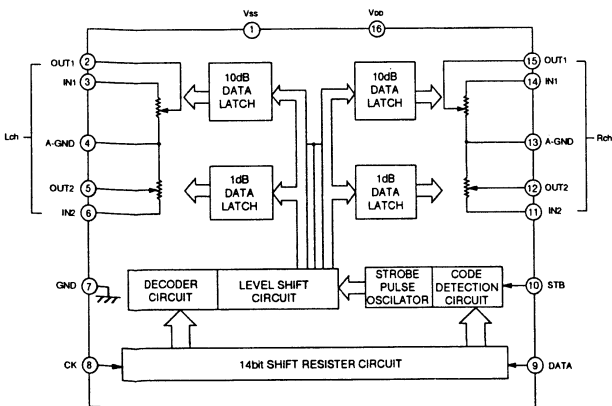 VSS
1
VDD
16
OUT1
2
IN1
3
Lch
A-GND
4
OUT2
5
IN2
6
10dB
DATA
LATCH
10dB
DATA
LATCH
1dB
DATA
LATCH
1dB
DATA
LATCH
15
OUT1
14
IN1
Rch
13
A-GND
12
OUT2
11
IN2
GND
7
DECODER
CIRCUIT
LEVEL SHIFT
CIRCUIT
STROBE
PULSE
OSCILATOR
CODE
DETECTION
CIRCUIT
10
STB
CK
8
14bit SHIFT RESISTER CIRCUIT
9
DATA